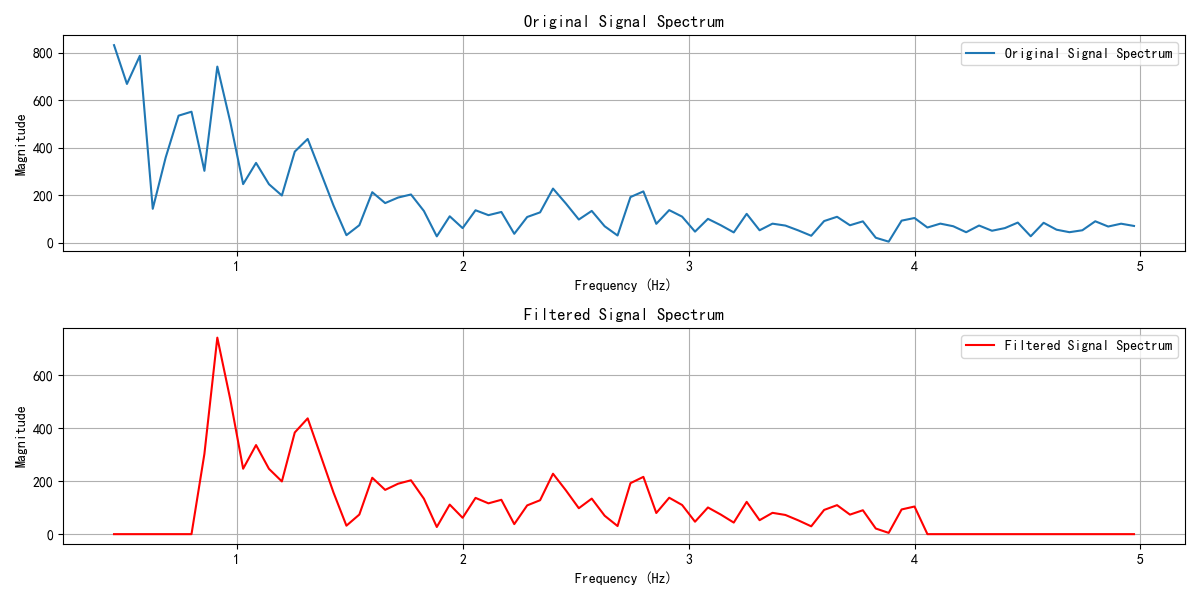 Original Signal Spectrum
Original Signal Spectrum
Magnitude
800
600
400
200
0
1
2
3
4
5
Frequency (Hz)
Filtered Signal Spectrum
Filtered Signal Spectrum
Magnitude
600
400
200
0
1
2
3
4
5
Frequency (Hz)